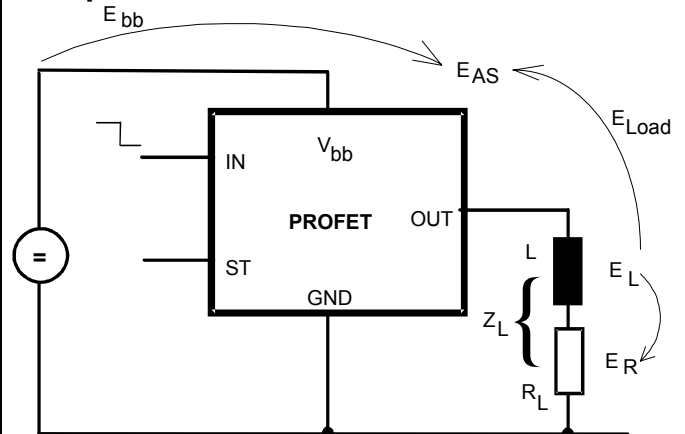 E bb
E AS
E Load
V bb
IN
PROFET
OUT
ST
GND
L
E L
Z L {
E R
R L
=